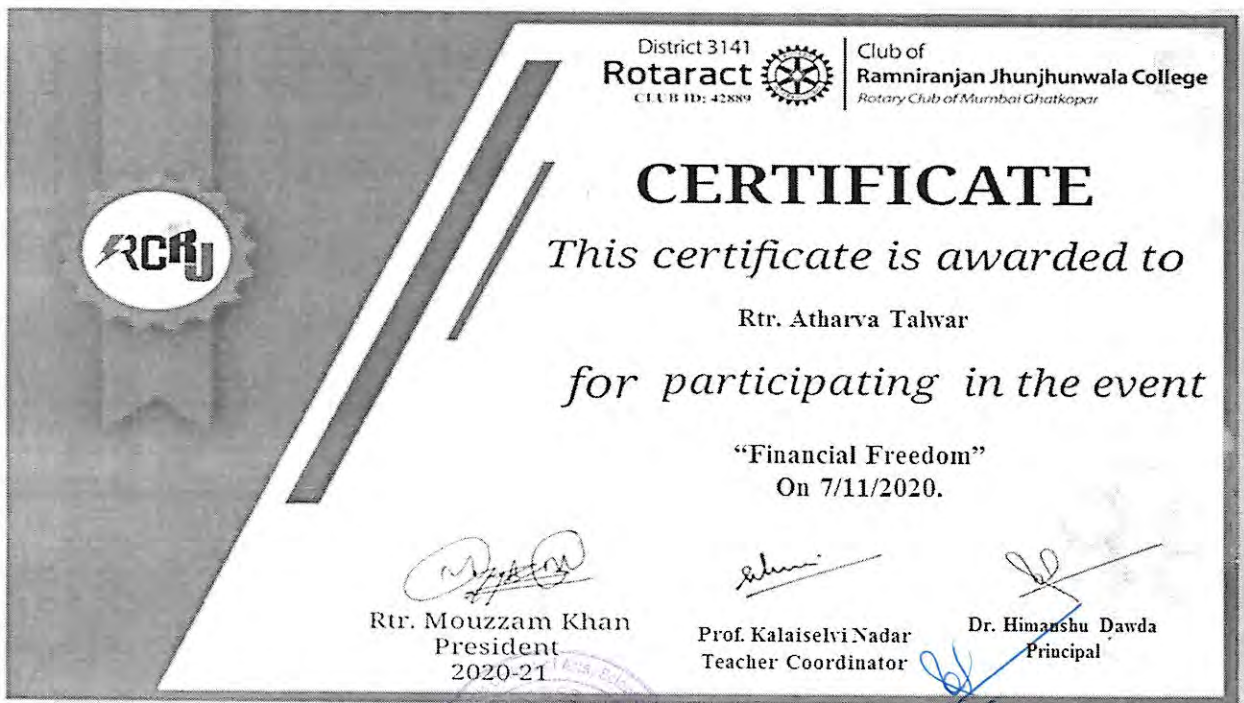 District 3141
Rotaract
CLUB ID: 42889
Club of
Ramniranjan Jhunjhunwala College
Rotary Club of Mumbai Ghatkopar
RCRJ
CERTIFICATE
This certificate is awarded to
Rtr. Atharva Talwar
for participating in the event
“Financial Freedom”
On 7/11/2020.
Rtr. Mouzzam Khan
President
2020-21
Prof. Kalaiselvi Nadar
Teacher Coordinator
Dr. Himanshu Dawda
Principal